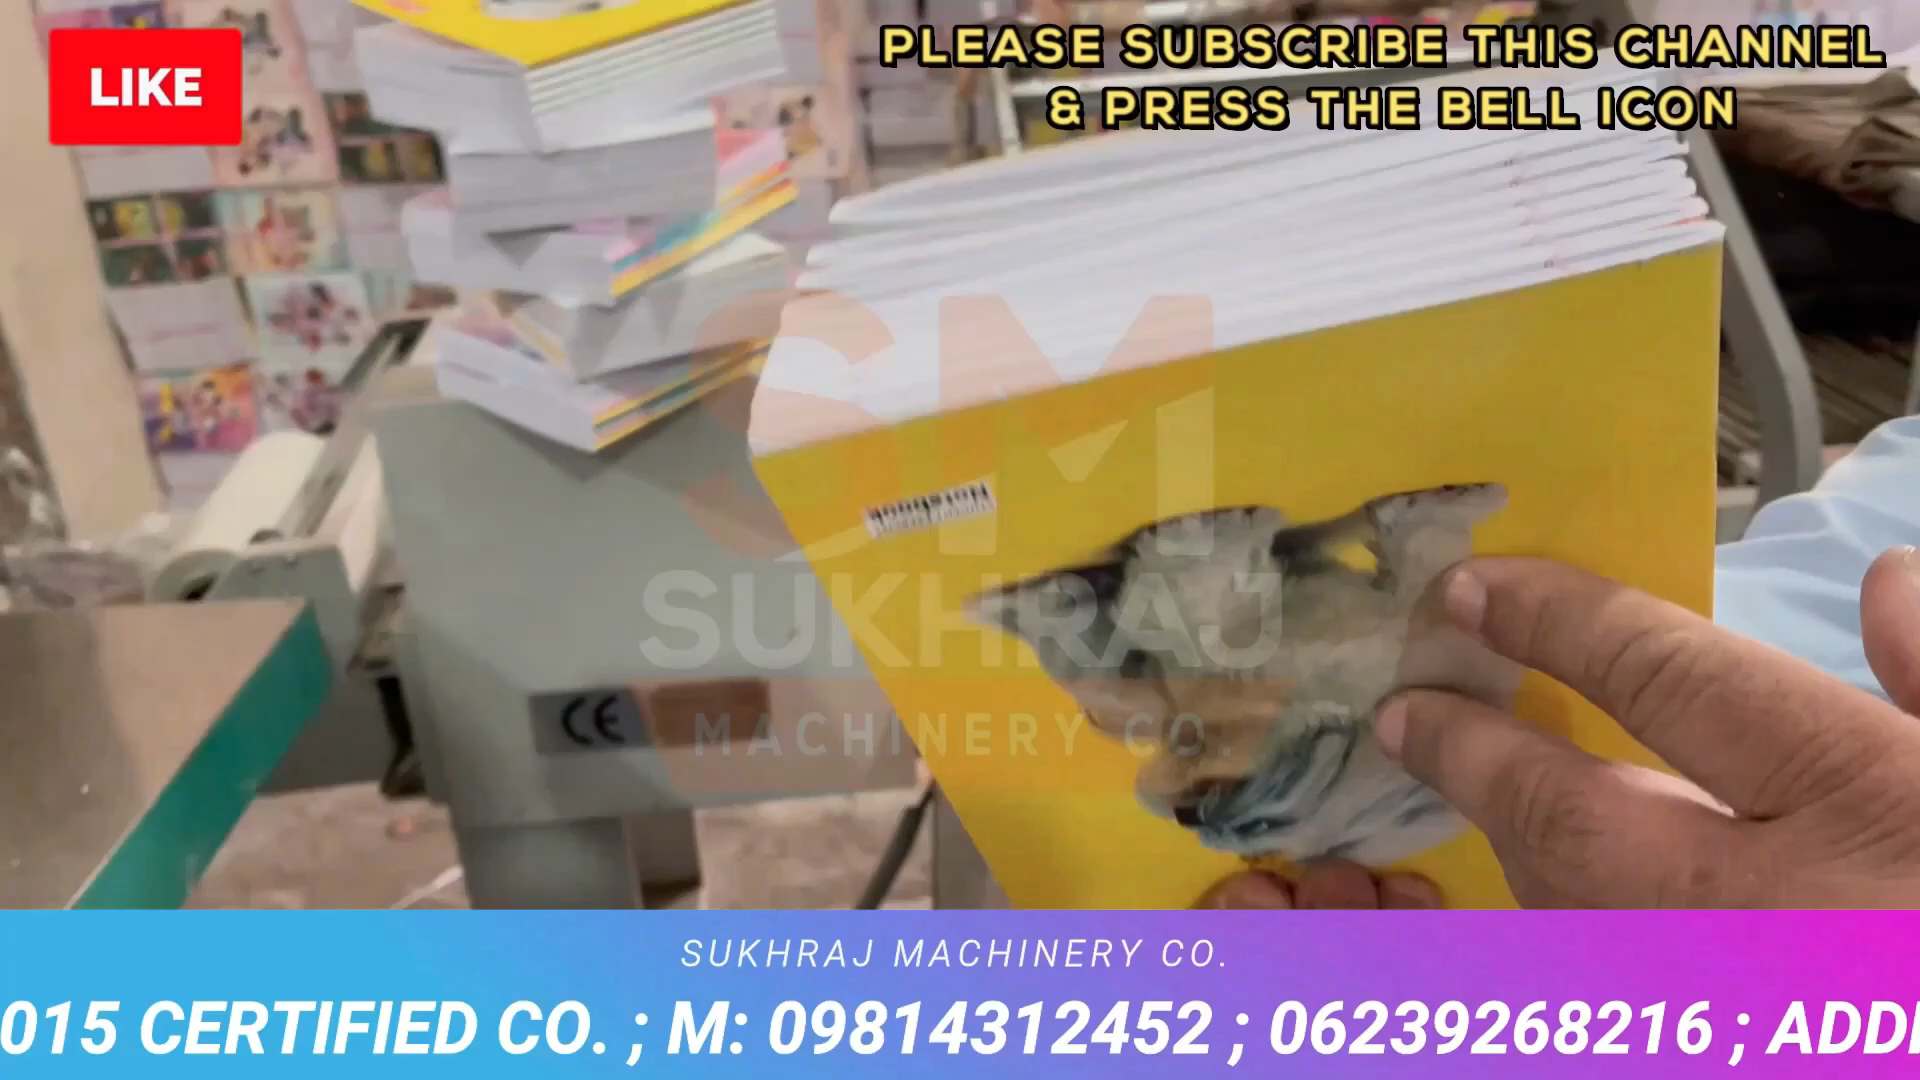 LIKE
PLEASE SUBSCRIBE THIS CHANNEL
& PRESS THE BELL ICON
SM
SUKHRAJ
MACHINERY CO.
CE
SUKHRAJ MACHINERY CO.
015 CERTIFIED CO. ; M: 09814312452 ; 06239268216 ; ADD